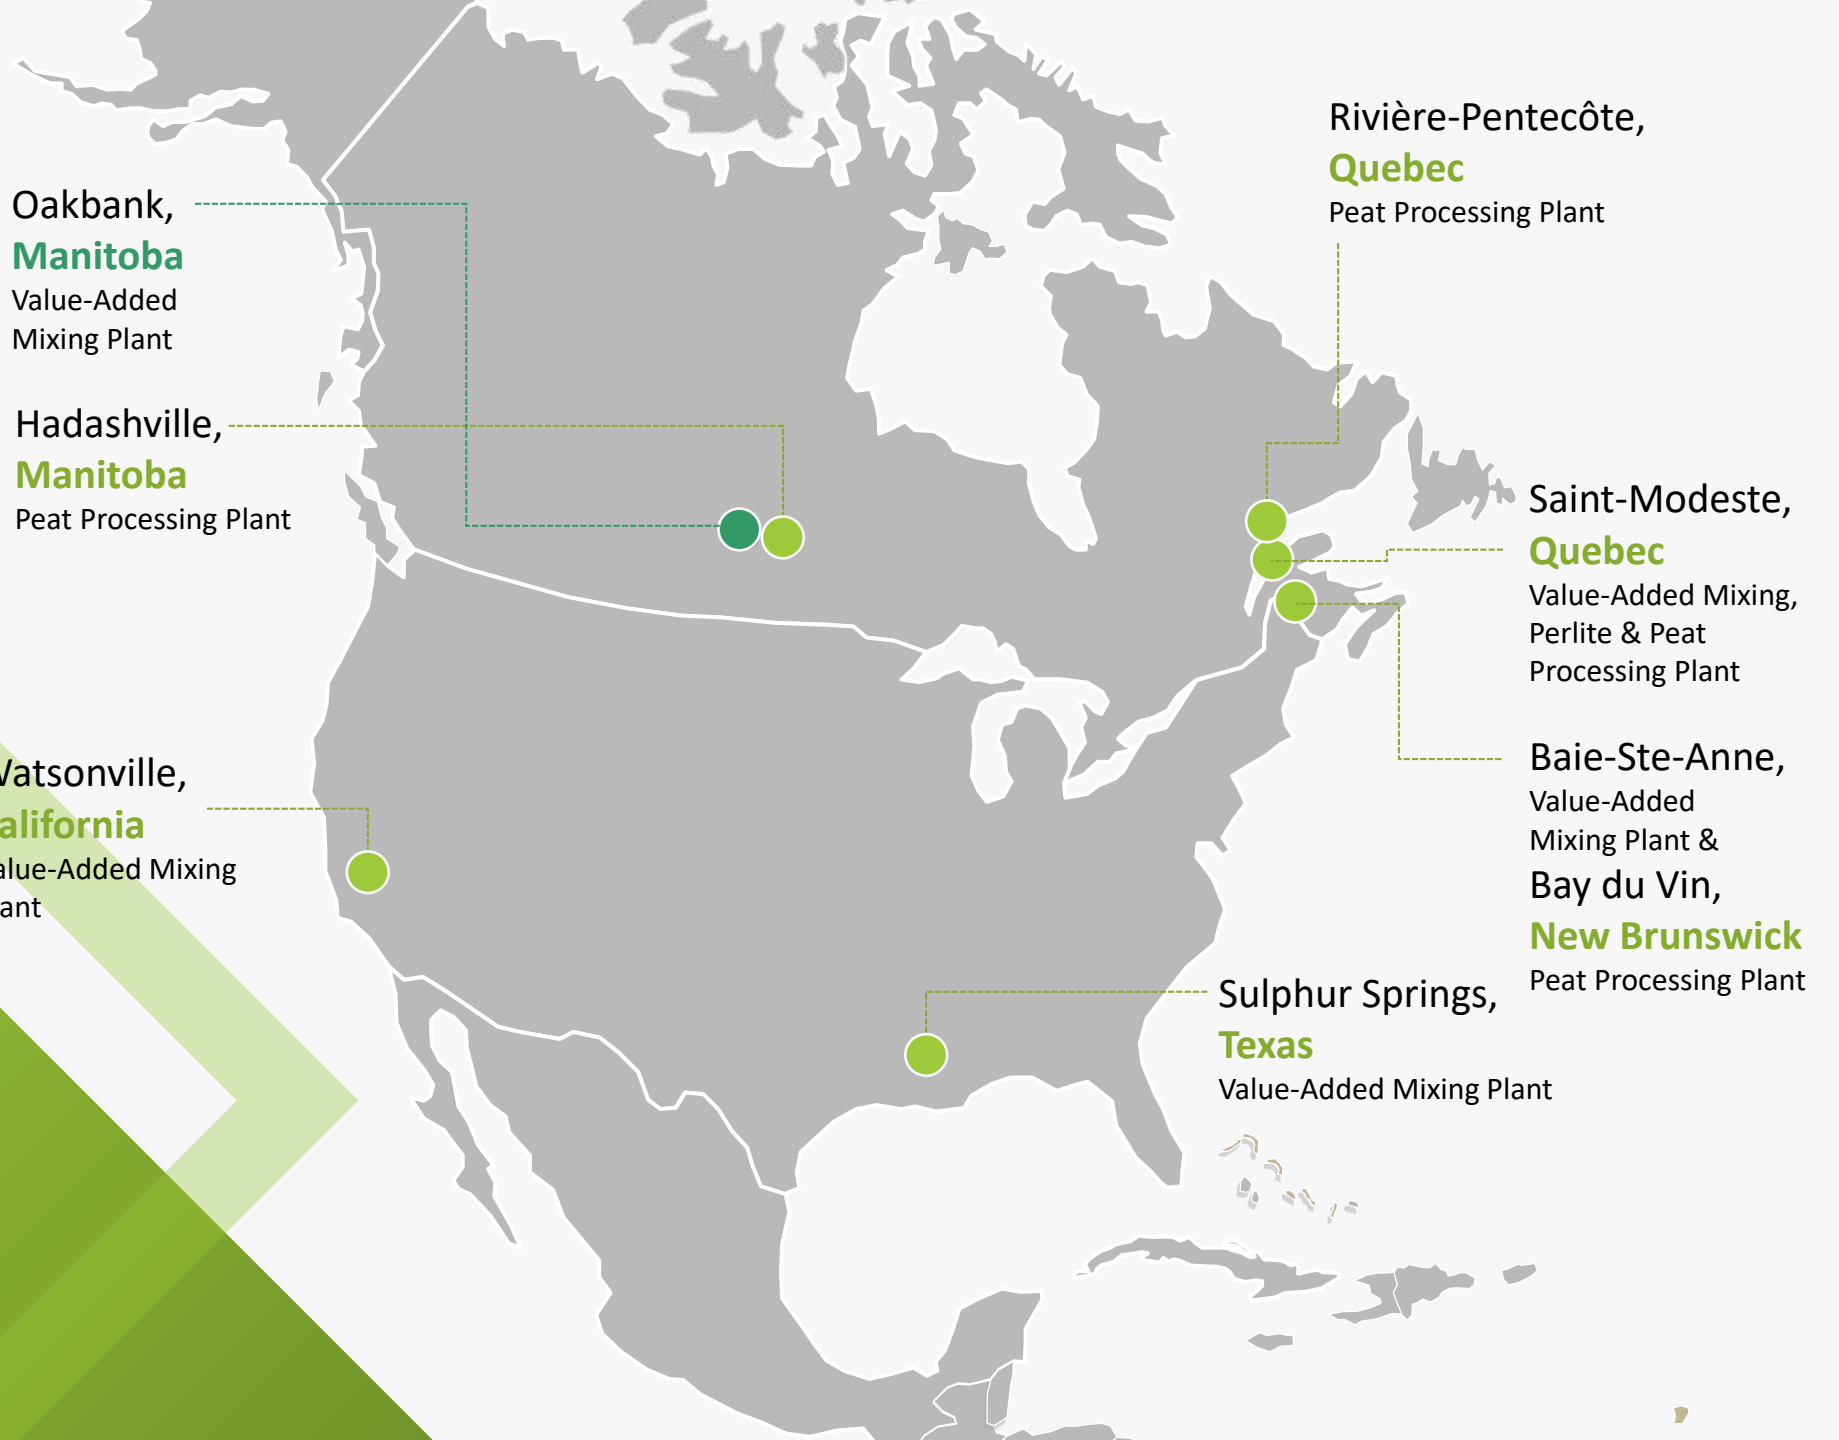 Oakbank,
Manitoba
Value-Added
Mixing Plant
Hadashville,
Manitoba
Peat Processing Plant
Watsonville,
alifornia
alue-Added Mixing
ant
Rivière-Pentecôte,
Quebec
Peat Processing Plant
Saint-Modeste,
Quebec
Value-Added Mixing,
Perlite & Peat
Processing Plant
Baie-Ste-Anne,
Value-Added
Mixing Plant &
Bay du Vin,
New Brunswick
Peat Processing Plant
Sulphur Springs,
Texas
Value-Added Mixing Plant